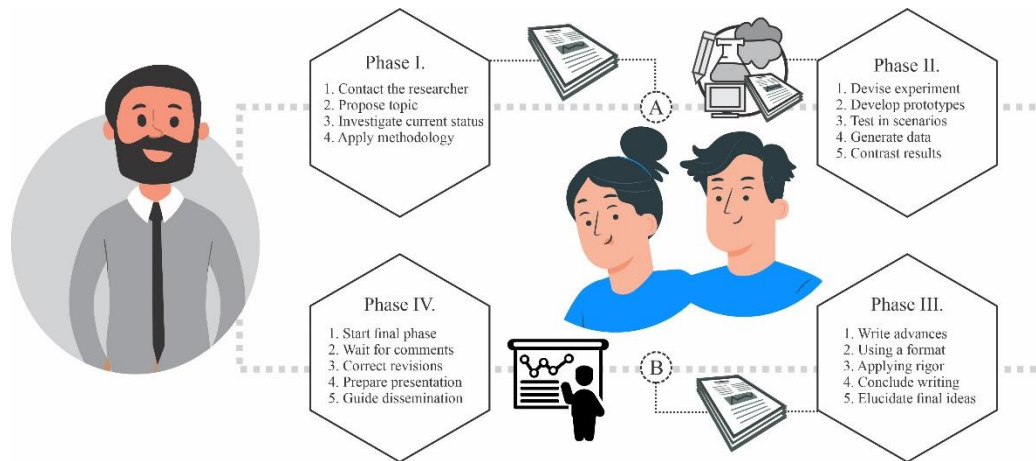 Phase I.
1. Contact the researcher
2. Propose topic
3. Investigate current status
4. Apply methodology
A
Phase II.
1. Devise experiment
2. Develop prototypes
3. Test in scenarios
4. Generate data
5. Contrast results
Phase IV.
1. Start final phase
2. Wait for comments
3. Correct revisions
4. Prepare presentation
5. Guide dissemination
B
Phase III.
1. Write advances
2. Using a format
3. Applying rigor
4. Conclude writing
5. Elucidate final ideas